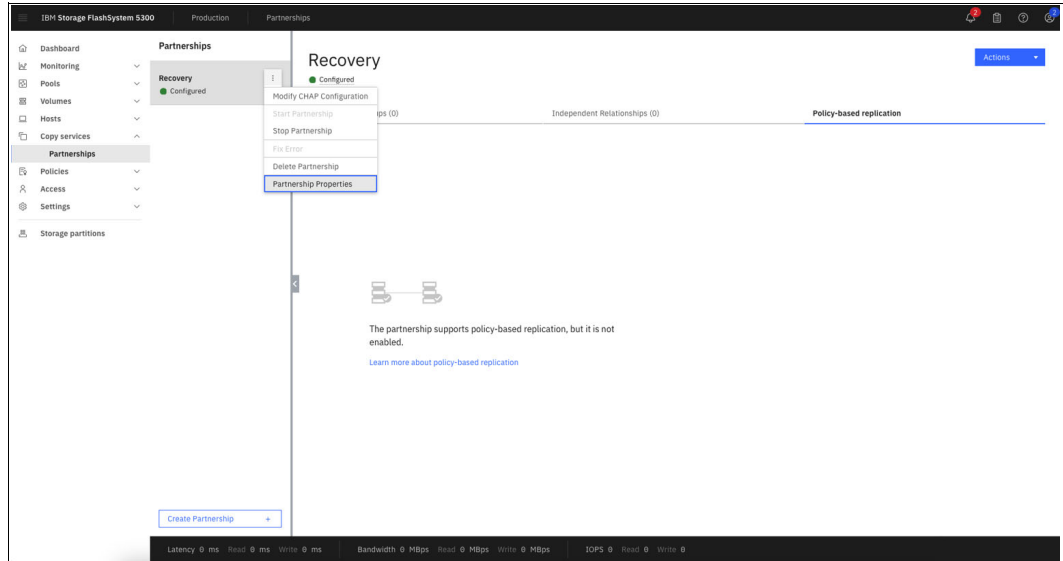 IBM Storage FlashSystem 5300 Production Partnerships 2 2
Dashboard
Monitoring
Pools
Volumes
Hosts
Copy services
Partnerships
Policies
Access
Settings
Storage partitions
Partnerships
Recovery
Configured
Modify CHAP Configuration
Start Partnership
Stop Partnership
Fix Error
Delete Partnership
Partnership Properties
Create Partnership +
Recovery
Configured
Actions
ips (0) Independent Relationships (0) Policy-based replication
The partnership supports policy-based replication, but it is not
enabled.
Learn more about policy-based replication
Latency 0 ms Read 0 ms Write 0 ms Bandwidth 0 MBps Read 0 MBps Write 0 MBps IOPS 0 Read 0 Write 0